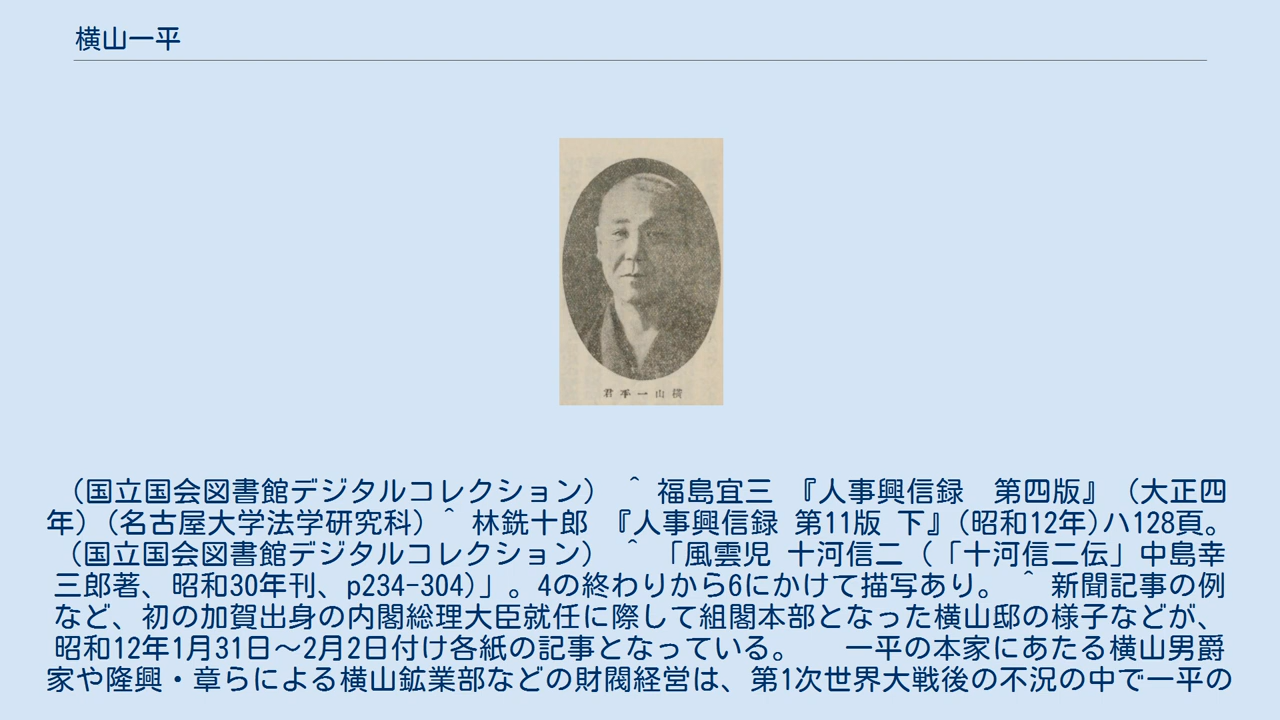 横山一平
君 平 一 山 横
（国立国会図書館デジタルコレクション） ^ 福島宜三 『人事興信録　第四版』（大正四
年）（名古屋大学法学研究科）^ 林銑十郎 『人事興信録 第11版 下』（昭和12年）ハ128頁。
（国立国会図書館デジタルコレクション） ^ 「風雲児 十河信二（「十河信二伝」中島幸
三郎著、昭和30年刊、p234-304）」。4の終わりから6にかけて描写あり。 ^ 新聞記事の例
など、初の加賀出身の内閣総理大臣就任に際して組閣本部となった横山邸の様子などが、
昭和12年1月31日～2月2日付け各紙の記事となっている。　 一平の本家にあたる横山男爵
家や隆興・章らによる横山鉱業部などの財閥経営は、第1次世界大戦後の不況の中で一平の